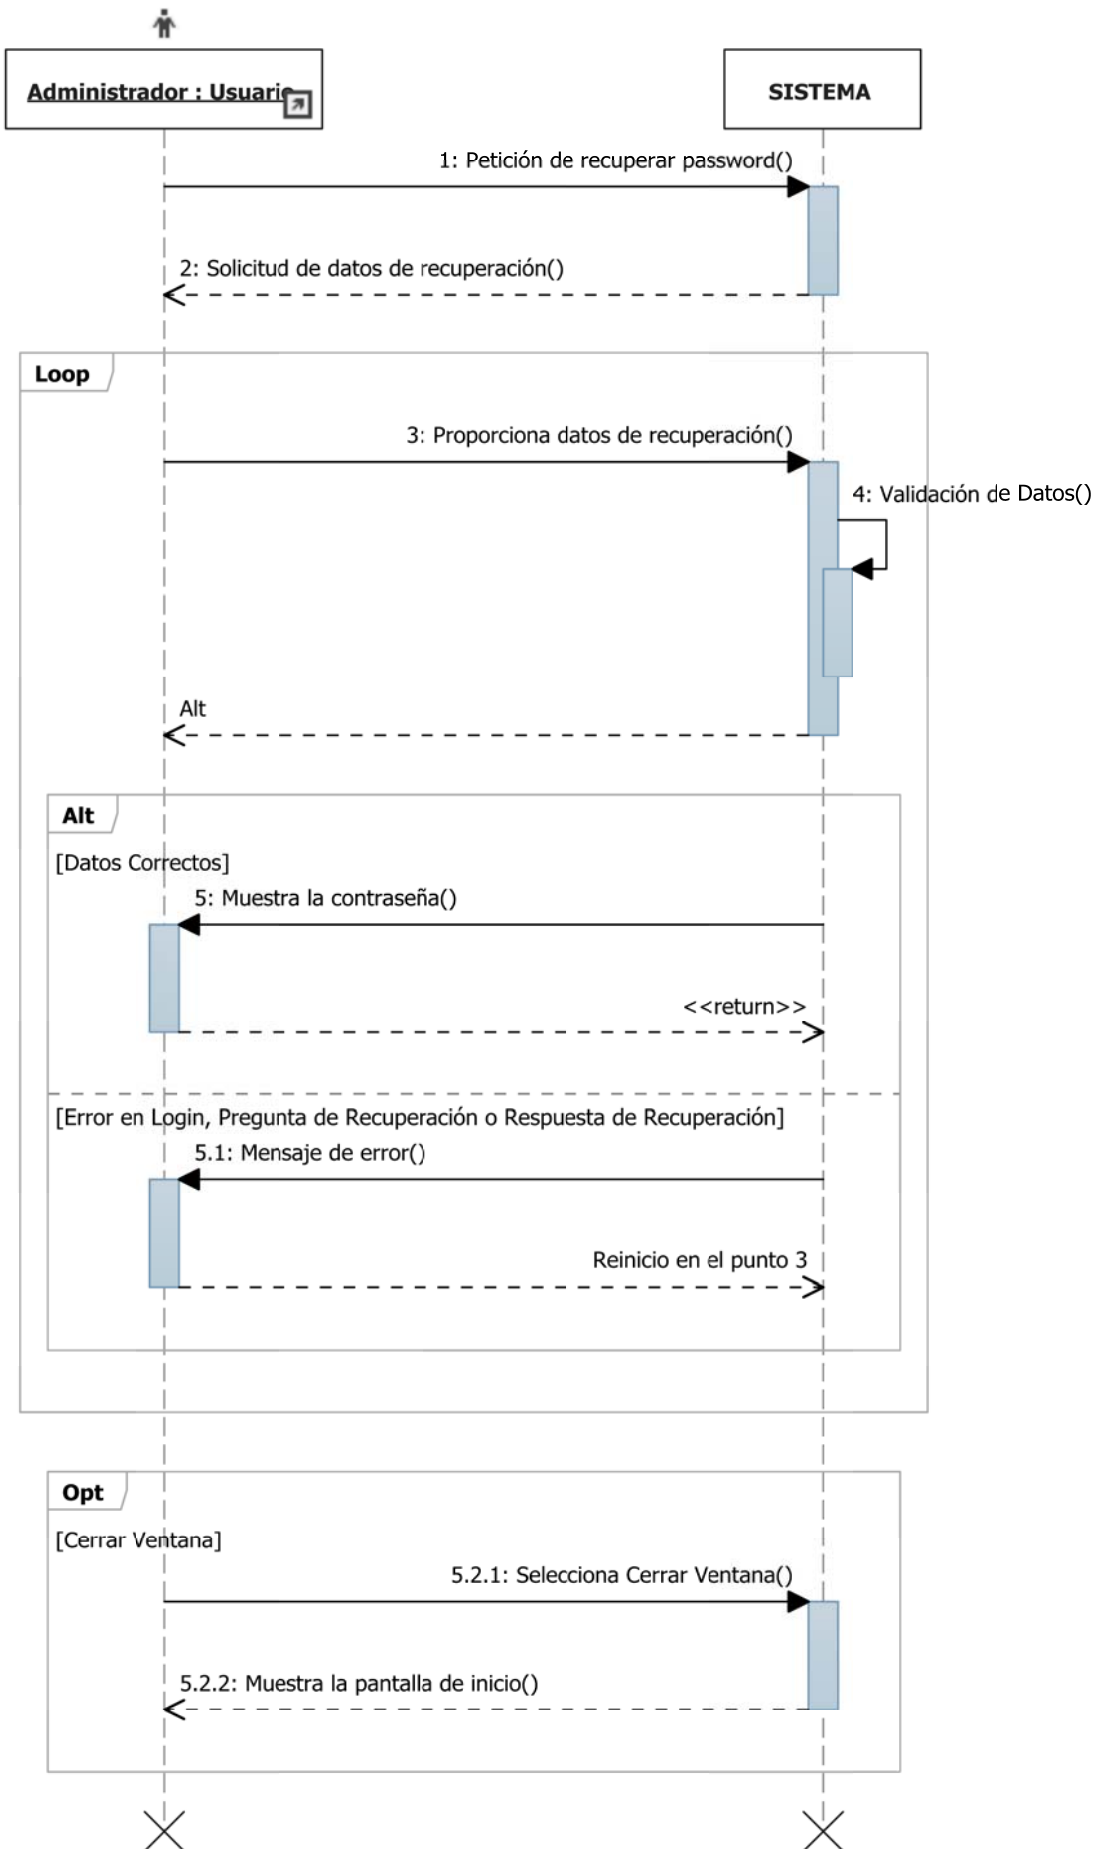 Administrador : Usuario
SISTEMA
1: Petición de recuperar password()
2: Solicitud de datos de recuperación()
Loop
3: Proporciona datos de recuperación()
4: Validación de Datos()
Alt
Alt
[Datos Correctos]
5: Muestra la contraseña()
<<return>>
[Error en Login, Pregunta de Recuperación o Respuesta de Recuperación]
5.1: Mensaje de error()
Reinicio en el punto 3
Opt
[Cerrar Ventana]
5.2.1: Selecciona Cerrar Ventana()
5.2.2: Muestra la pantalla de inicio()